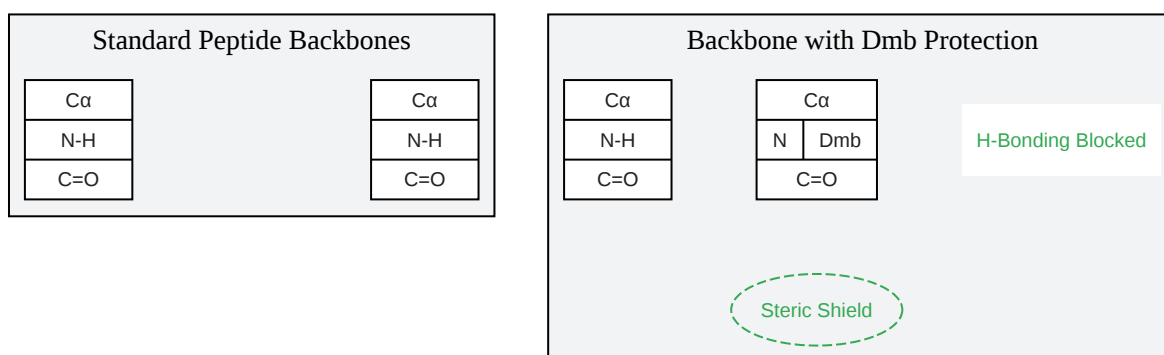 Standard Peptide Backbones
Cα
N-H
C=O
Cα
N-H
C=O
Backbone with Dmb Protection
Cα
N-H
C=O
Cα
N Dmb
C=O
H-Bonding Blocked
Steric Shield